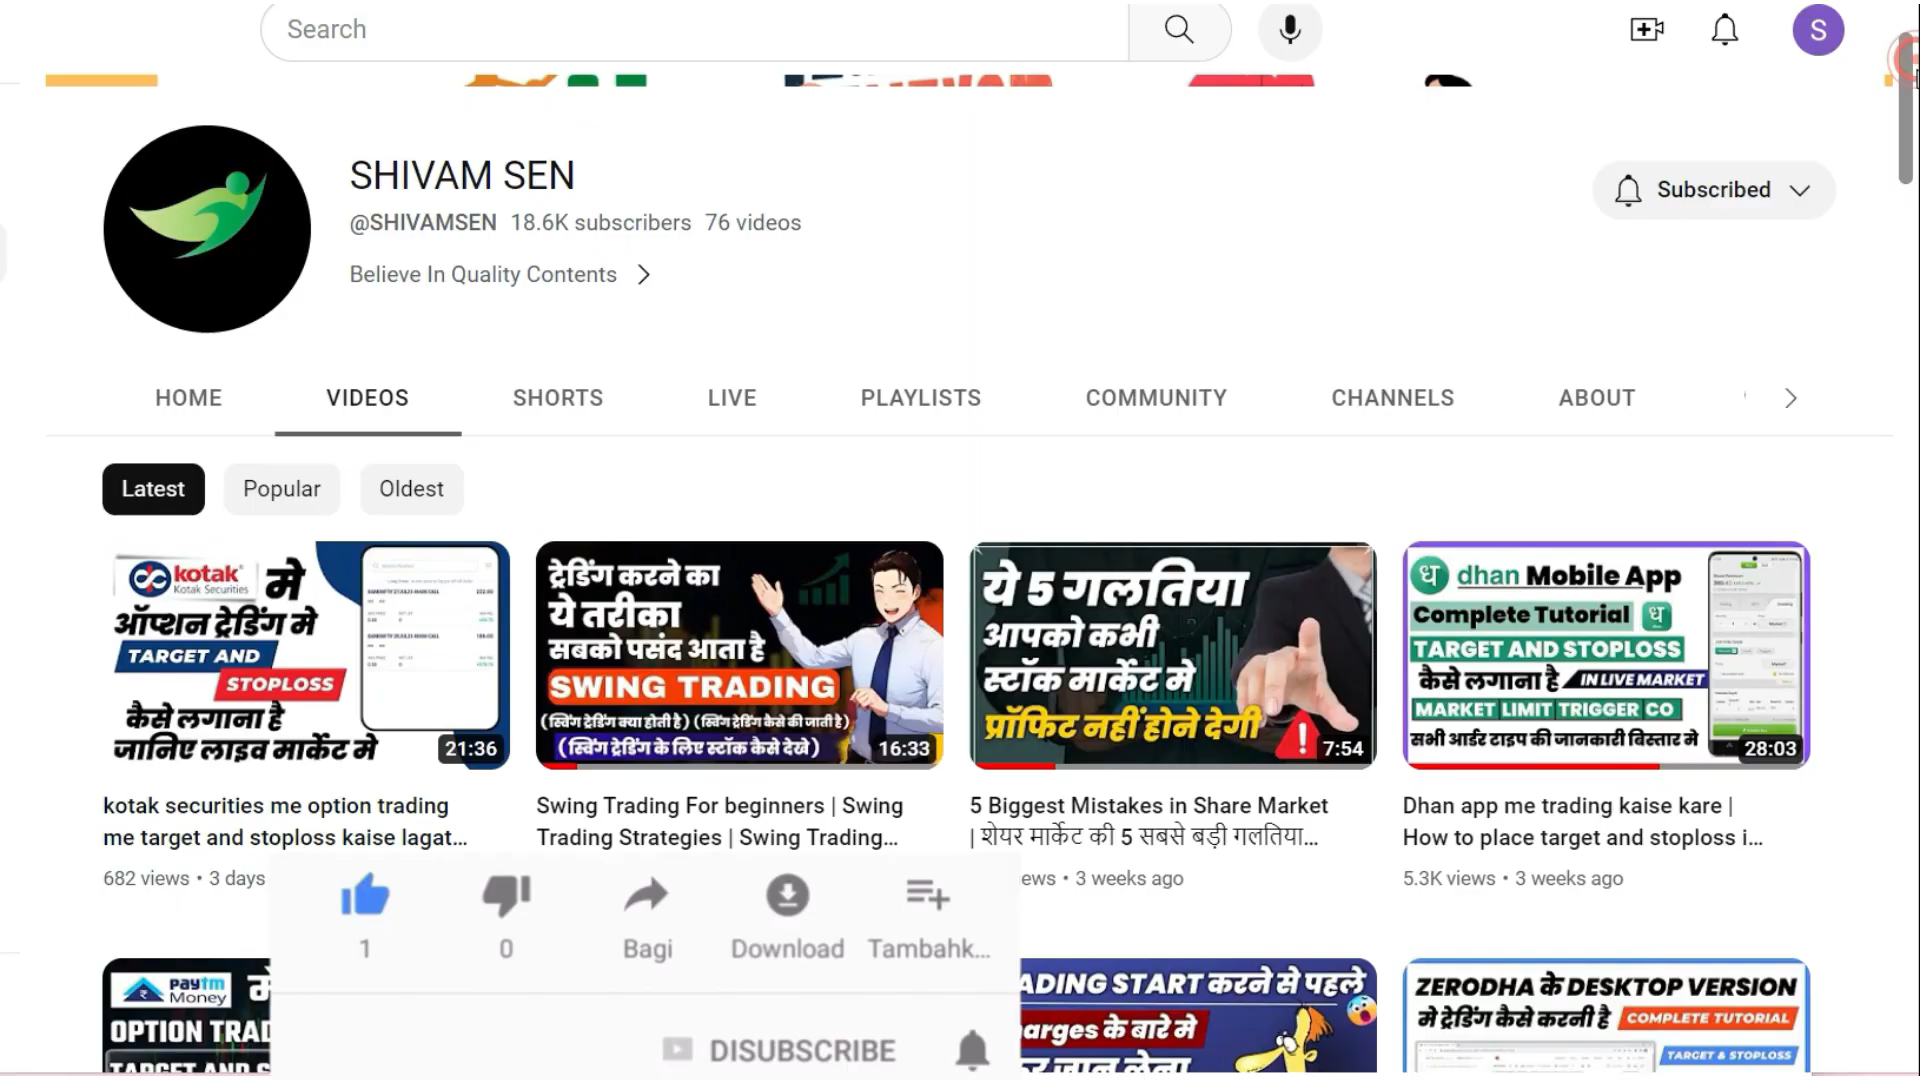 Search
S
SHIVAM SEN
@SHIVAMSEN 18.6K subscribers 76 videos
Believe In Quality Contents
Subscribed
HOME VIDEOS SHORTS LIVE PLAYLISTS COMMUNITY CHANNELS ABOUT
Latest Popular Oldest
kotak मे
Kotak Securities
ऑप्शन ट्रेडिंग मे
TARGET AND
STOPLOSS
कैसे लगाना है
जानिए लाइव मार्केट मे
21:36
ट्रेडिंग करने का
ये तरीका
सबको पसंद आता है
SWING TRADING
(स्विंग ट्रेडिंग क्या होती है) (स्विंग ट्रेडिंग कैसे की जाती है)
(स्विंग ट्रेडिंग के लिए स्टॉक कैसे देखे)
16:33
ये 5 गलतिया
आपको कभी
स्टॉक मार्केट मे
प्रॉफिट नहीं होने देगी
7:54
ध dhan Mobile App
Complete Tutorial ध
TARGET AND STOPLOSS
कैसे लगाना है IN LIVE MARKET
MARKET LIMIT TRIGGER CO
सभी आर्डर टाइप की जानकारी विस्तार मे
28:03
kotak securities me option trading
me target and stoploss kaise lagat...
682 views • 3 days
Swing Trading For beginners | Swing
Trading Strategies | Swing Trading...
5 Biggest Mistakes in Share Market
| शेयर मार्केट की 5 सबसे बड़ी गलतिया...
ews • 3 weeks ago
Dhan app me trading kaise kare |
How to place target and stoploss i...
5.3K views • 3 weeks ago
1 0 Bagi Download Tambahk...
DISUBSCRIBE
paytm मे
Money
OPTION TRAD
TARGET AND S
ADING START करने से पहले
arges के बारे मे
र जान लेना
ZERODHA के DESKTOP VERSION
मे ट्रेडिंग कैसे करनी है COMPLETE TUTORIAL
TARGET & STOPLOSS